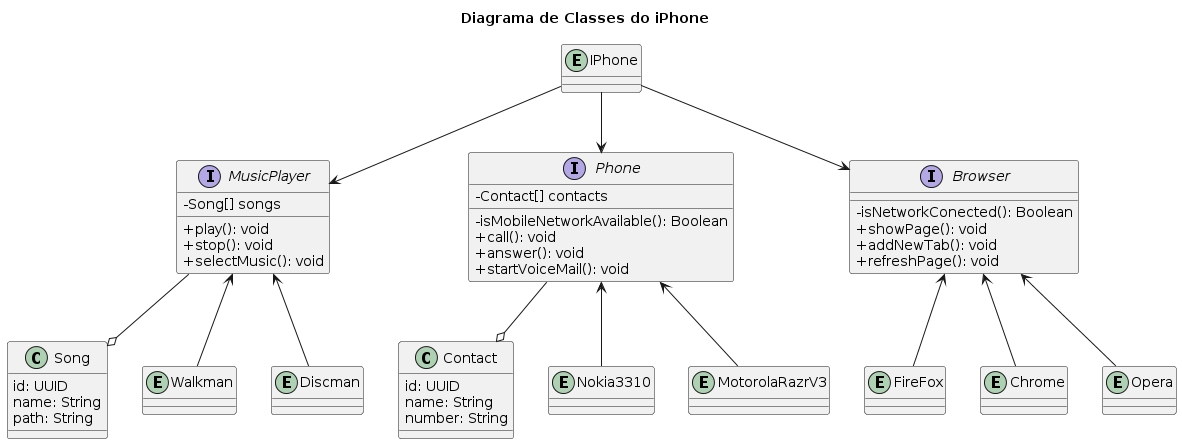 Diagrama de Classes do iPhone
E IPhone
I MusicPlayer
-Song[] songs
+play(): void
+stop(): void
+selectMusic(): void
I Phone
-Contact[] contacts
-isMobileNetworkAvailable(): Boolean
+call(): void
+answer(): void
+startVoiceMail(): void
I Browser
-isNetworkConected(): Boolean
+showPage(): void
+addNewTab(): void
+refreshPage(): void
C Song
id: UUID
name: String
path: String
E Walkman
E Discman
C Contact
id: UUID
name: String
number: String
E Nokia3310
E MotorolaRazrV3
E FireFox
E Chrome
E Opera